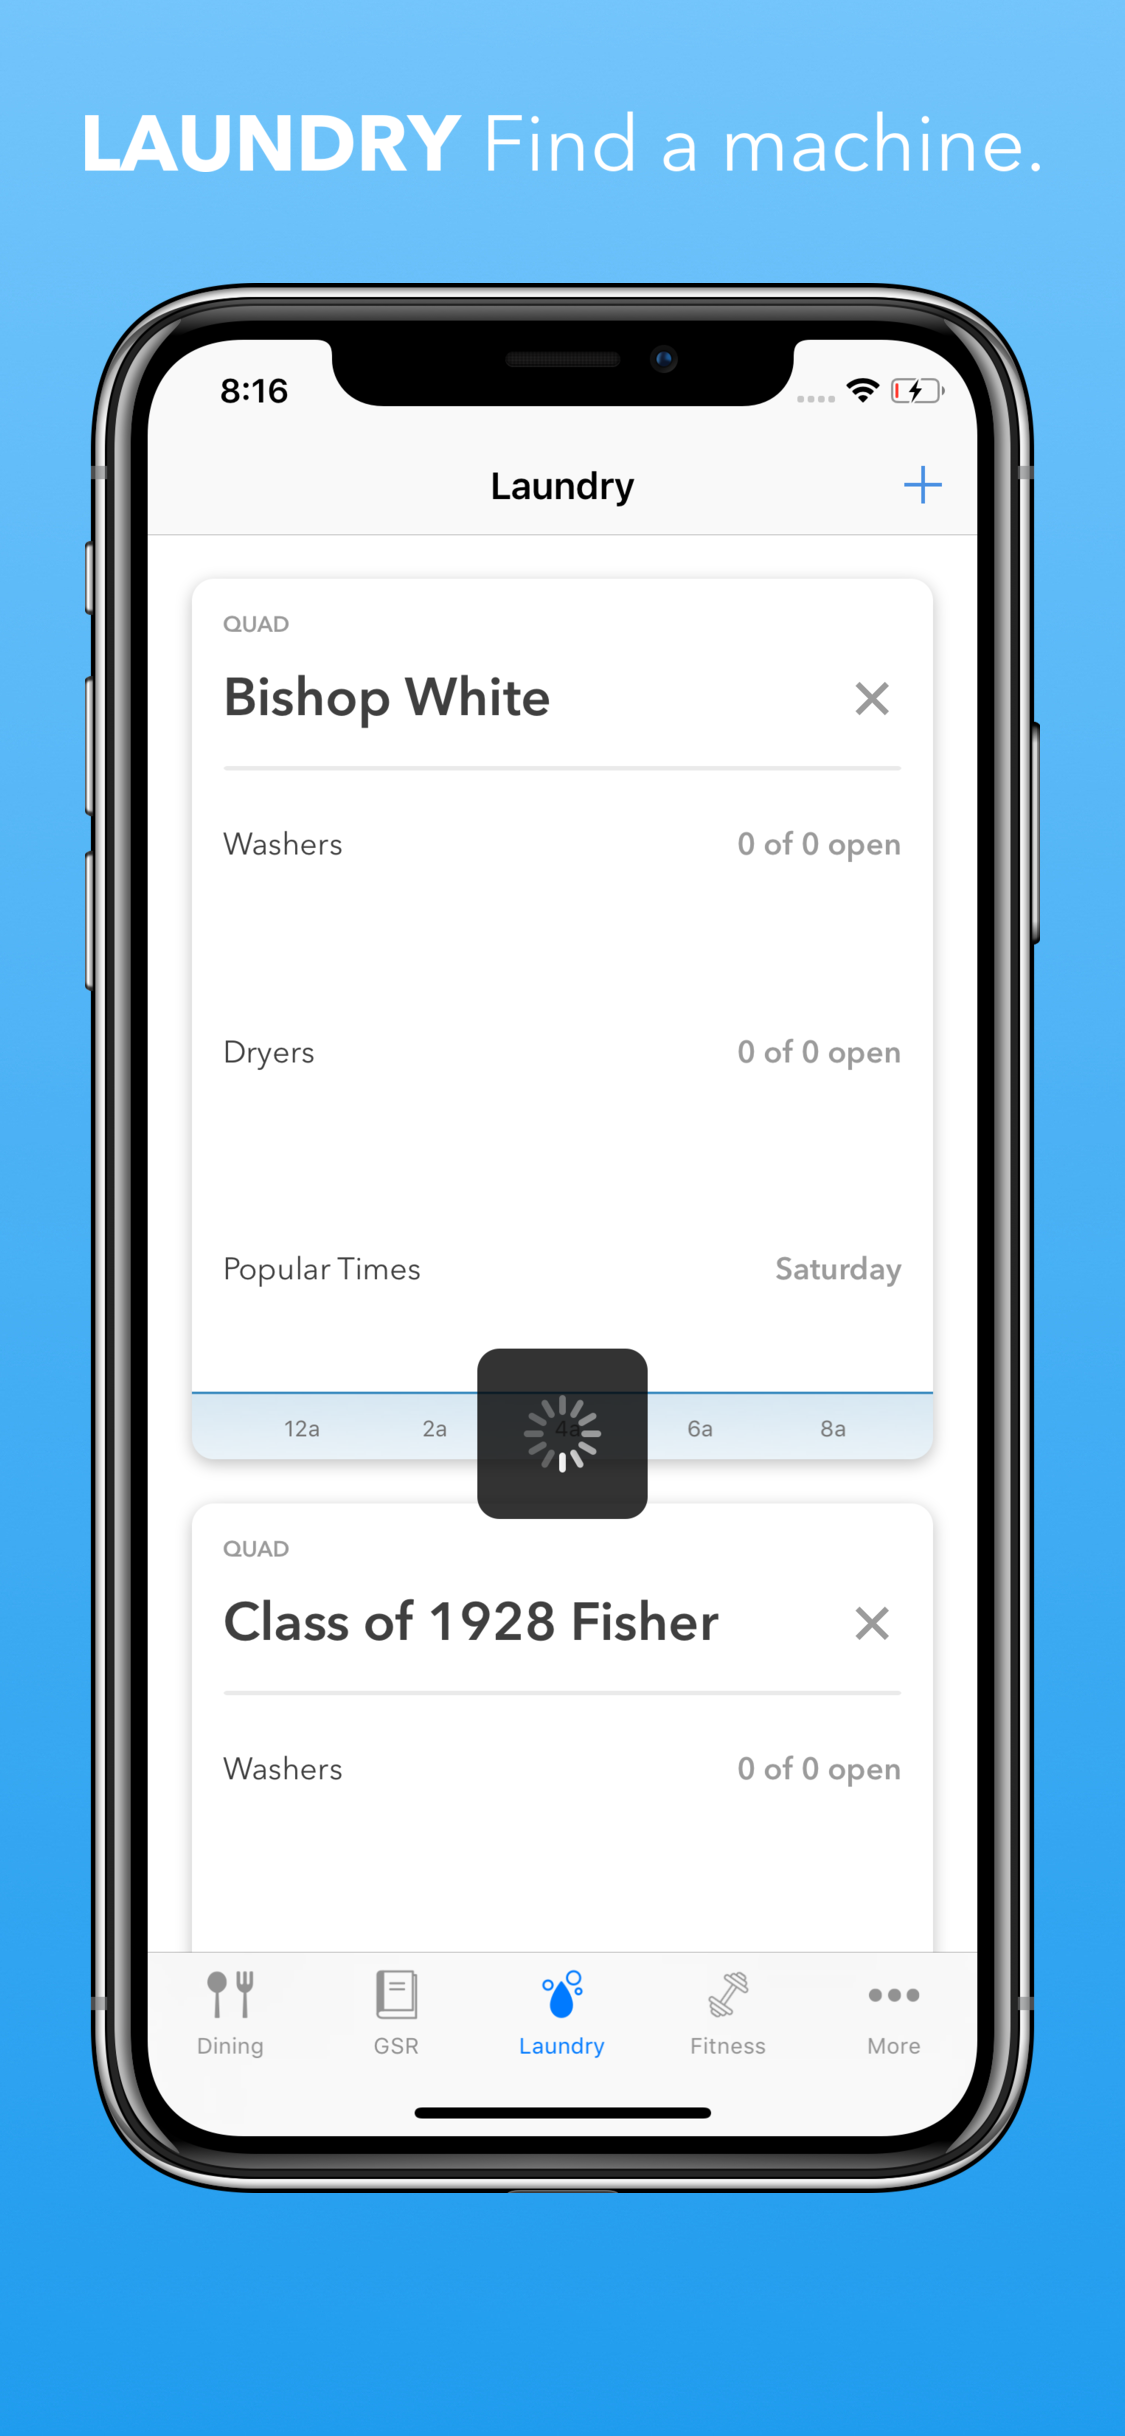 LAUNDRY Find a machine.
8:16
Laundry
QUAD
Bishop White
Washers 0 of 0 open
Dryers 0 of 0 open
Popular Times Saturday
12a 2a 4a 6a 8a
QUAD
Class of 1928 Fisher
Washers 0 of 0 open
Dining GSR Laundry Fitness More